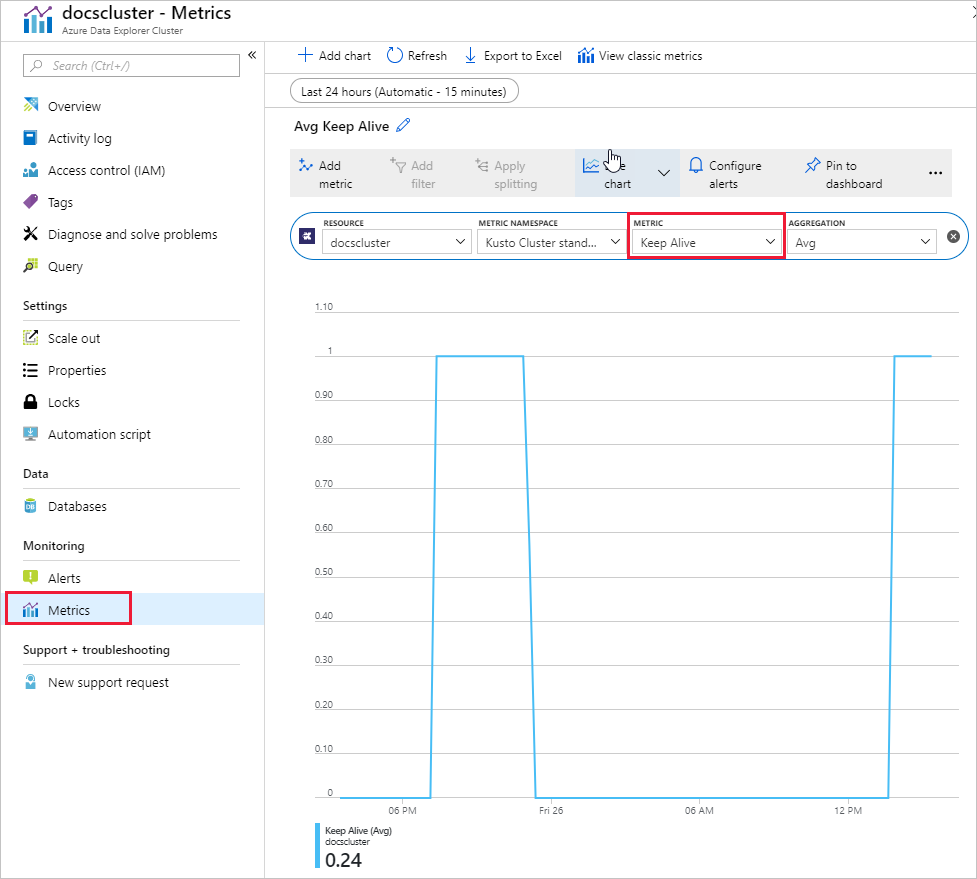 docscluster - Metrics
Azure Data Explorer Cluster
Search (Ctrl+/)
«
Overview
Activity log
Access control (IAM)
Tags
Diagnose and solve problems
Query
Settings
Scale out
Properties
Locks
Automation script
Data
Databases
Monitoring
Alerts
Metrics
Support + troubleshooting
New support request
Add chart
Refresh
Export to Excel
View classic metrics
Last 24 hours (Automatic - 15 minutes)
Avg Keep Alive
Add metric
Add filter
Apply splitting
chart
Configure alerts
Pin to dashboard
...
RESOURCE
docscluster
METRIC NAMESPACE
Kusto Cluster stand...
METRIC
Keep Alive
AGGREGATION
Avg
1.10
1
0.90
0.80
0.70
0.60
0.50
0.40
0.30
0.20
0.10
0
06 PM
Fri 26
06 AM
12 PM
Keep Alive (Avg)
docscluster
0.24